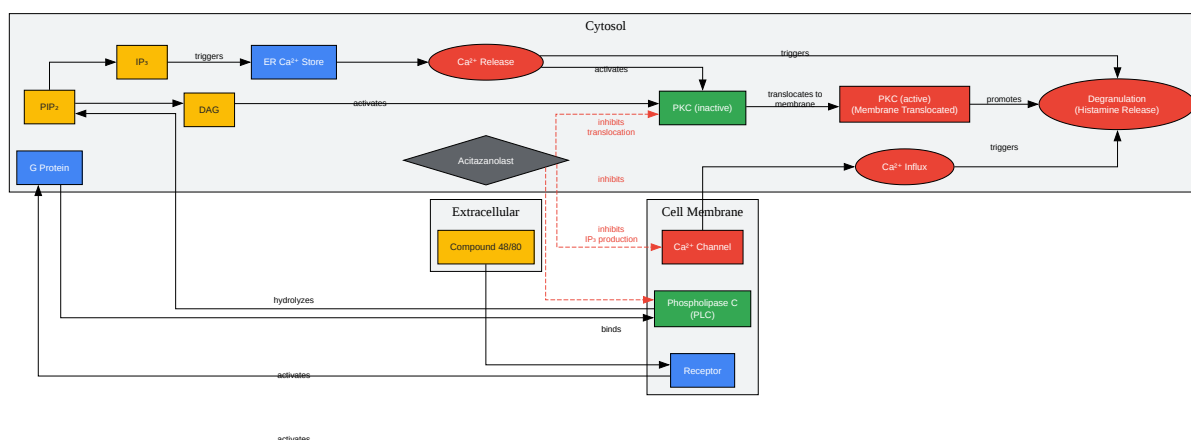 Cytosol
IP₃
triggers
ER Ca²⁺ Store
Ca²⁺ Release
triggers
activates
PIP₂
DAG
activates
PKC (inactive)
translocates to
membrane
PKC (active)
(Membrane Translocated)
promotes
Degranulation
(Histamine Release)
inhibits
translocation
G Protein
Acitazanolast
inhibits
Ca²⁺ Influx
triggers
Extracellular
Cell Membrane
Compound 48/80
inhibits
IP₃ production
Ca²⁺ Channel
hydrolyzes
Phospholipase C
(PLC)
binds
Receptor
activates
activates